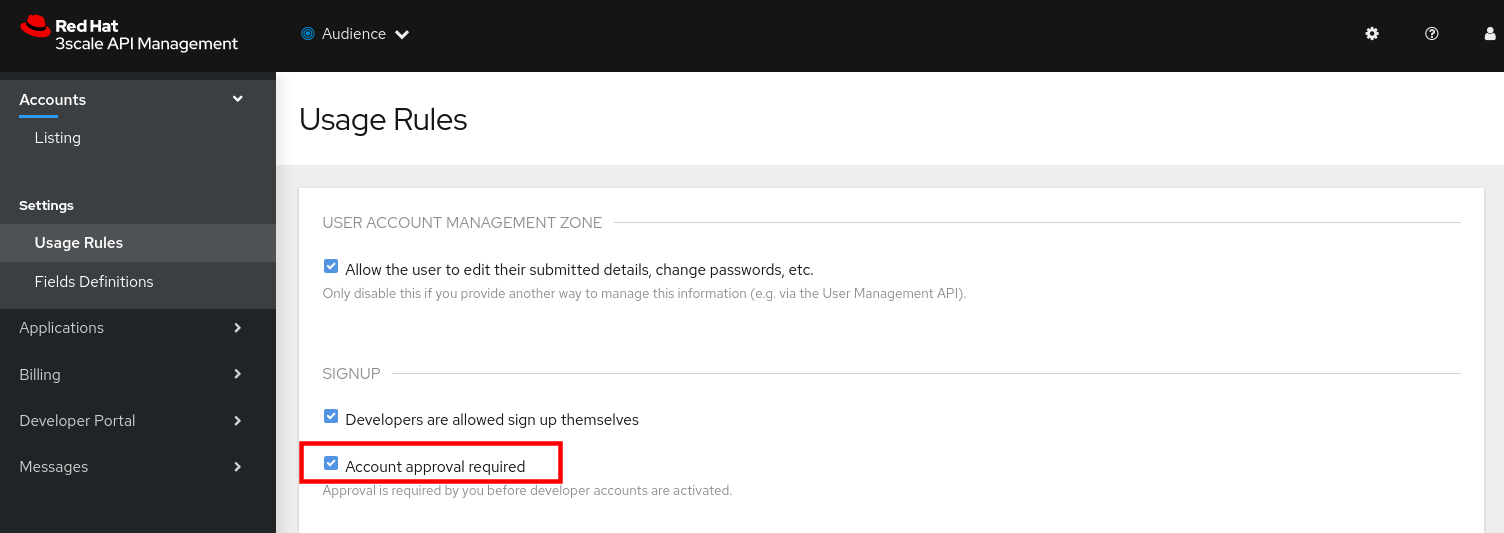 Red Hat
3scale API Management
Audience
Accounts
Listing
Settings
Usage Rules
Fields Definitions
Applications
Billing
Developer Portal
Messages
Usage Rules
USER ACCOUNT MANAGEMENT ZONE
Allow the user to edit their submitted details, change passwords, etc.
Only disable this if you provide another way to manage this information (e.g. via the User Management API).
SIGNUP
Developers are allowed sign up themselves
Account approval required
Approval is required by you before developer accounts are activated.